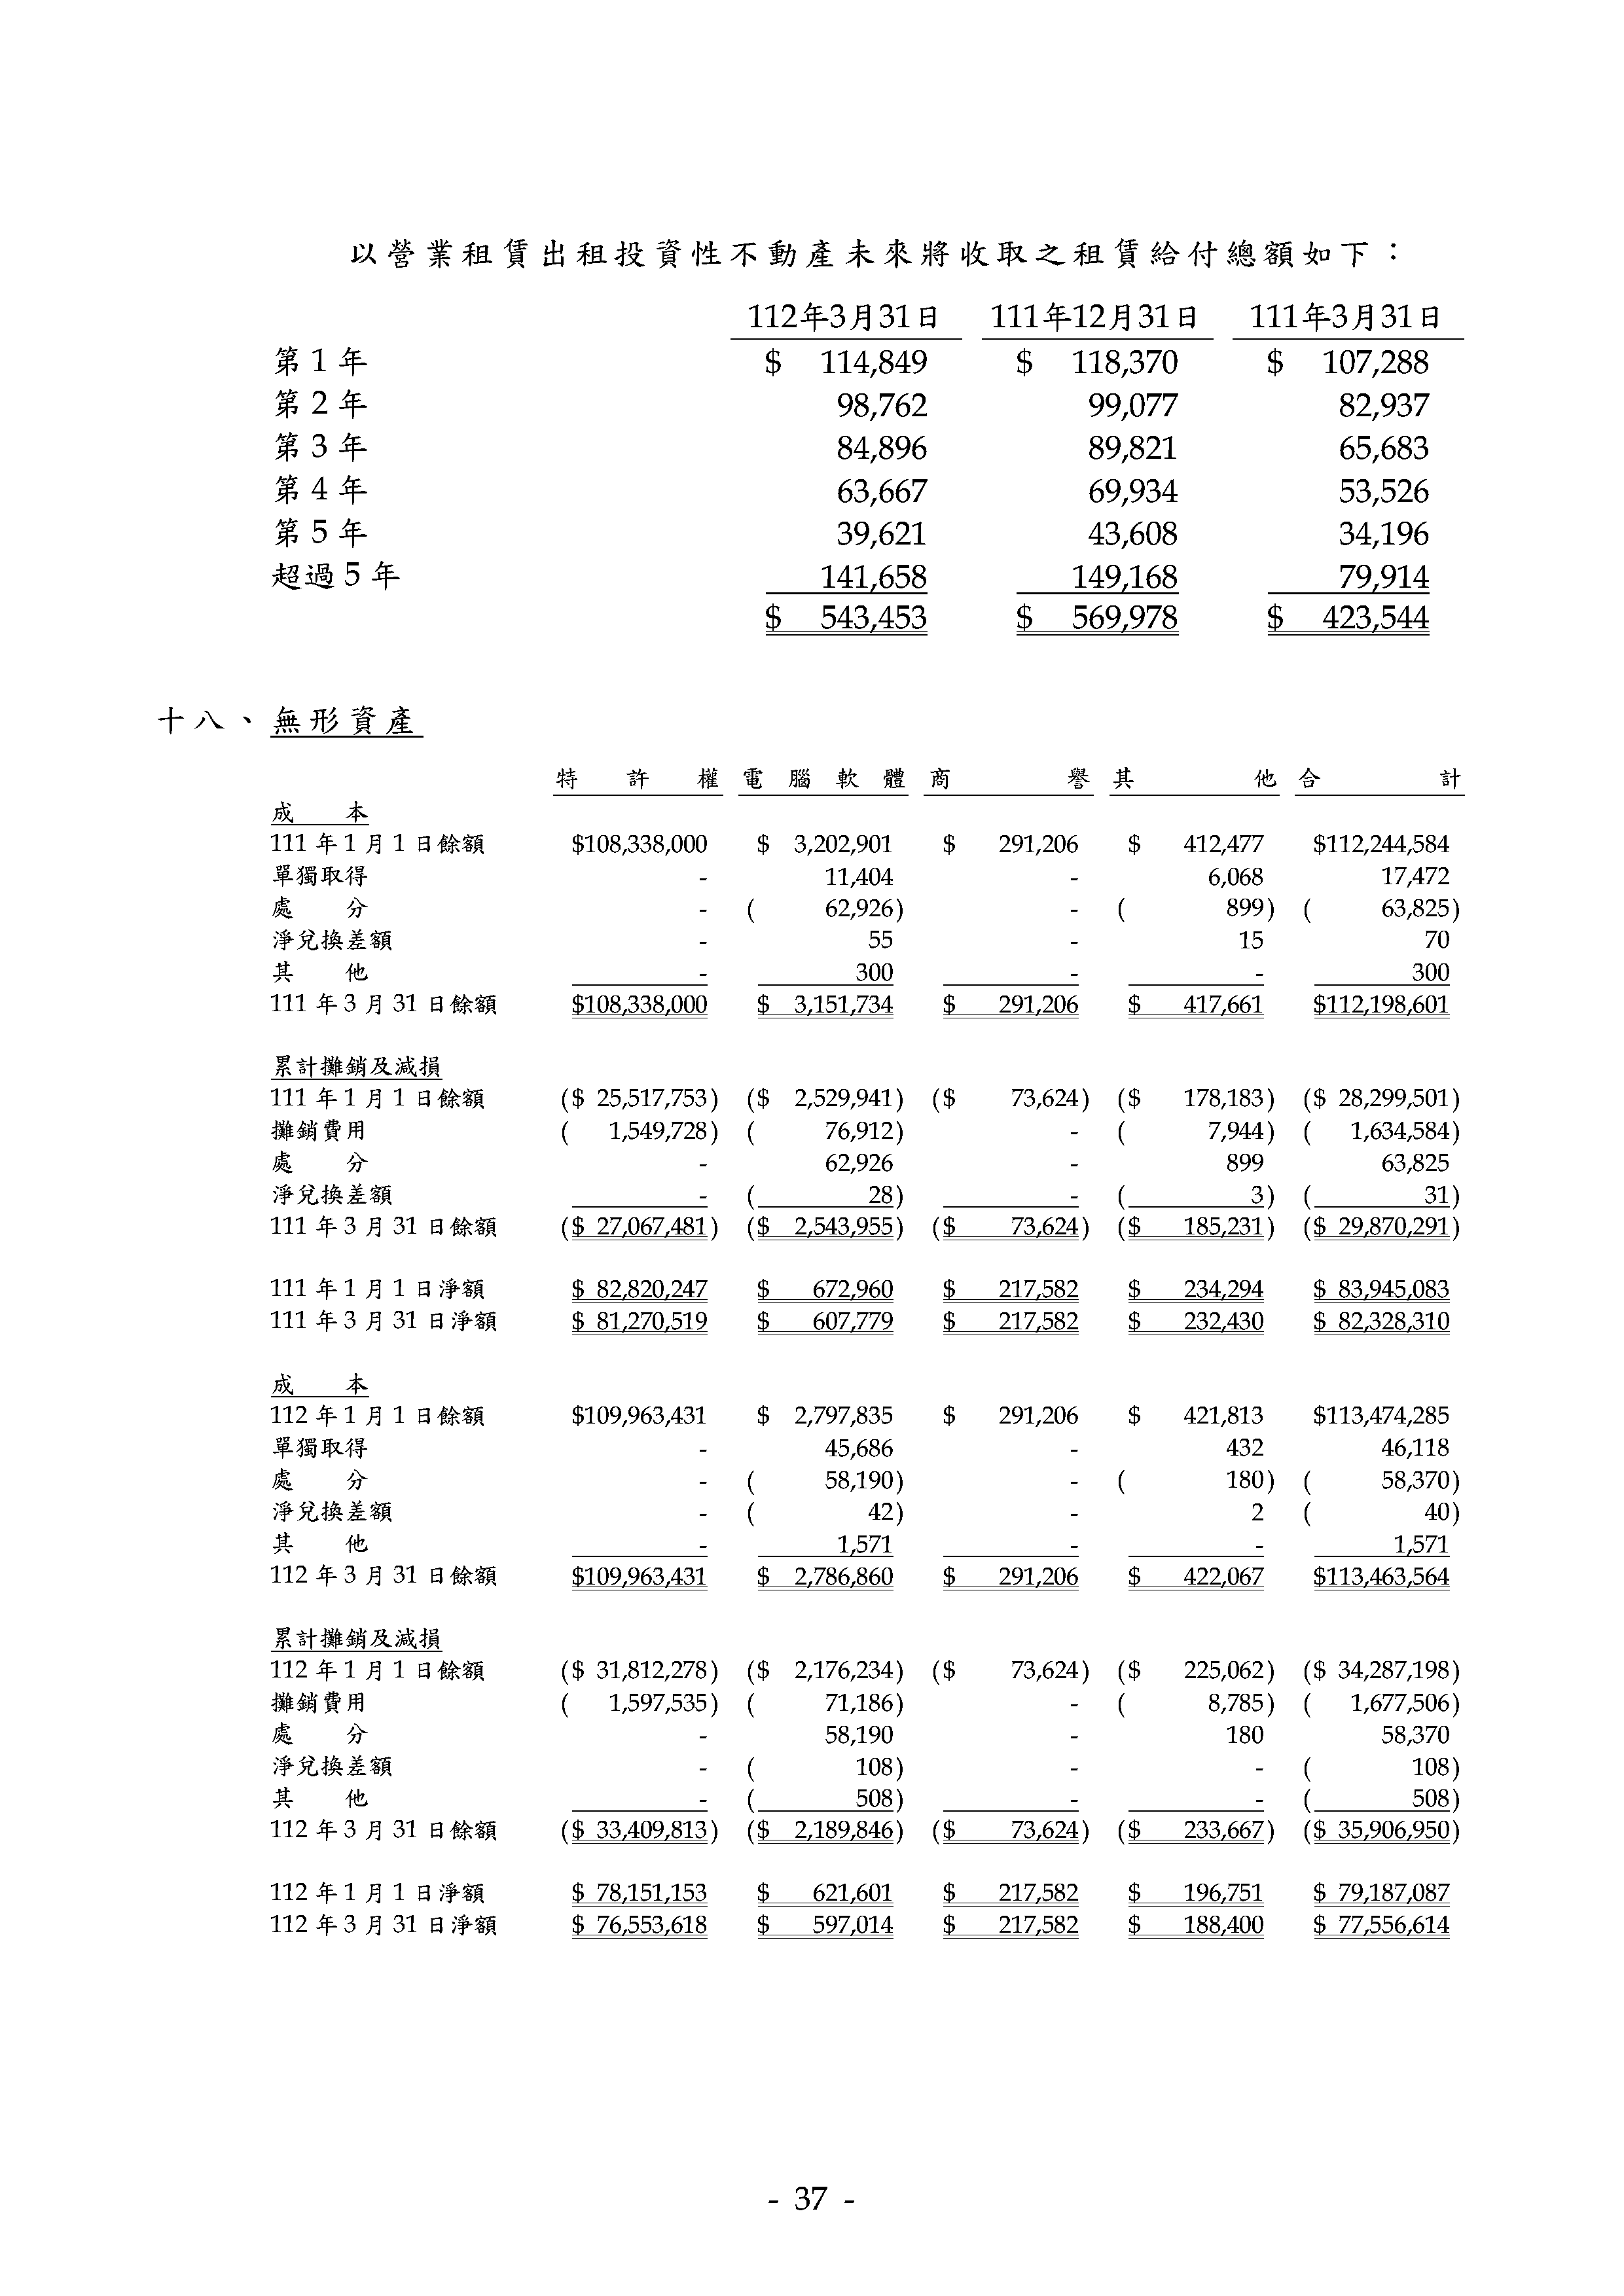 以營業租賃出租投資性不動產未來將收取之租賃給付總額如下：
112年3月31日 111年12月31日 111年3月31日
第1年 $ 114,849 $ 118,370 $ 107,288
第2年 98,762 99,077 82,937
第3年 84,896 89,821 65,683
第4年 63,667 69,934 53,526
第5年 39,621 43,608 34,196
超過5年 141,658 149,168 79,914
$ 543,453 $ 569,978 $ 423,544
十八、無形資產
特許權 電腦軟體 商譽 其他 合計
成本
111年1月1日餘額 $108,338,000 $ 3,202,901 $ 291,206 $ 412,477 $112,244,584
單獨取得 - 11,404 - 6,068 17,472
處分 - ( 62,926) - ( 899) ( 63,825)
淨兌換差額 - 55 - 15 70
其他 - 300 - - 300
111年3月31日餘額 $108,338,000 $ 3,151,734 $ 291,206 $ 417,661 $112,198,601
累計攤銷及減損
111年1月1日餘額 ($ 25,517,753) ($ 2,529,941) ($ 73,624) ($ 178,183) ($ 28,299,501)
攤銷費用 ( 1,549,728) ( 76,912) - ( 7,944) ( 1,634,584)
處分 - 62,926 - 899 63,825
淨兌換差額 - ( 28) - ( 3) ( 31)
111年3月31日餘額 ($ 27,067,481) ($ 2,543,955) ($ 73,624) ($ 185,231) ($ 29,870,291)
111年1月1日淨額 $ 82,820,247 $ 672,960 $ 217,582 $ 234,294 $ 83,945,083
111年3月31日淨額 $ 81,270,519 $ 607,779 $ 217,582 $ 232,430 $ 82,328,310
成本
112年1月1日餘額 $109,963,431 $ 2,797,835 $ 291,206 $ 421,813 $113,474,285
單獨取得 - 45,686 - 432 46,118
處分 - ( 58,190) - ( 180) ( 58,370)
淨兌換差額 - ( 42) - 2 ( 40)
其他 - 1,571 - - 1,571
112年3月31日餘額 $109,963,431 $ 2,786,860 $ 291,206 $ 422,067 $113,463,564
累計攤銷及減損
112年1月1日餘額 ($ 31,812,278) ($ 2,176,234) ($ 73,624) ($ 225,062) ($ 34,287,198)
攤銷費用 ( 1,597,535) ( 71,186) - ( 8,785) ( 1,677,506)
處分 - 58,190 - 180 58,370
淨兌換差額 - ( 108) - - ( 108)
其他 - ( 508) - - ( 508)
112年3月31日餘額 ($ 33,409,813) ($ 2,189,846) ($ 73,624) ($ 233,667) ($ 35,906,950)
112年1月1日淨額 $ 78,151,153 $ 621,601 $ 217,582 $ 196,751 $ 79,187,087
112年3月31日淨額 $ 76,553,618 $ 597,014 $ 217,582 $ 188,400 $ 77,556,614
- 37 -